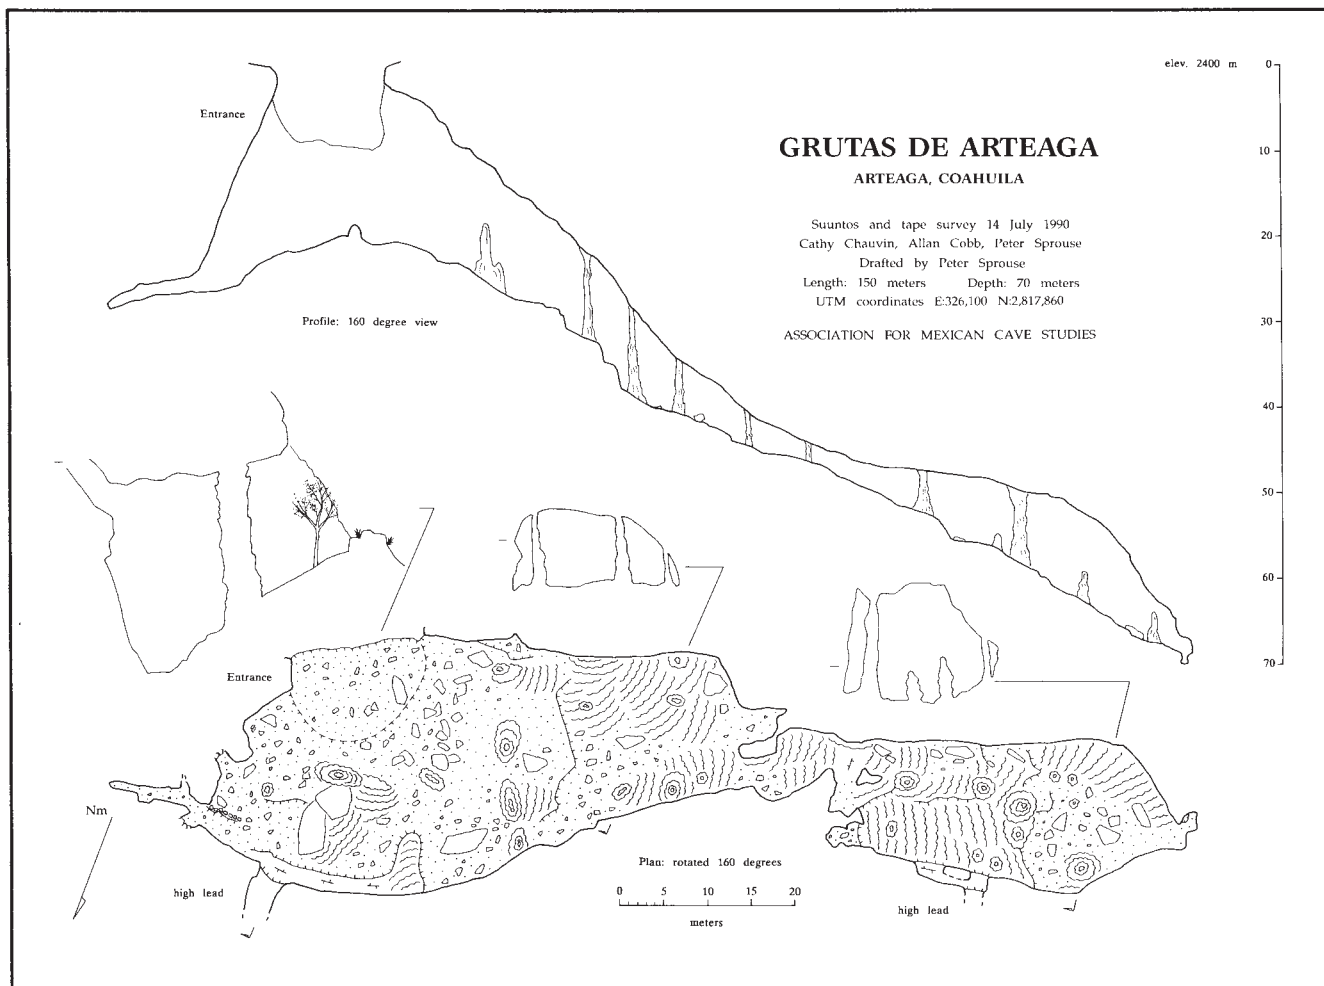 elev. 2400 m 0
Entrance
10
GRUTAS DE ARTEAGA
ARTEAGA, COAHUILA
Suuntos and tape survey 14 July 1990
Cathy Chauvin, Allan Cobb, Peter Sprouse
Drafted by Peter Sprouse
Length: 150 meters Depth: 70 meters
UTM coordinates E:326,100 N:2,817,860
ASSOCIATION FOR MEXICAN CAVE STUDIES
20
30
Profile: 160 degree view
40
50
60
70
Entrance
Nm
Plan: rotated 160 degrees
high lead
0 5 10 15 20
meters
high lead